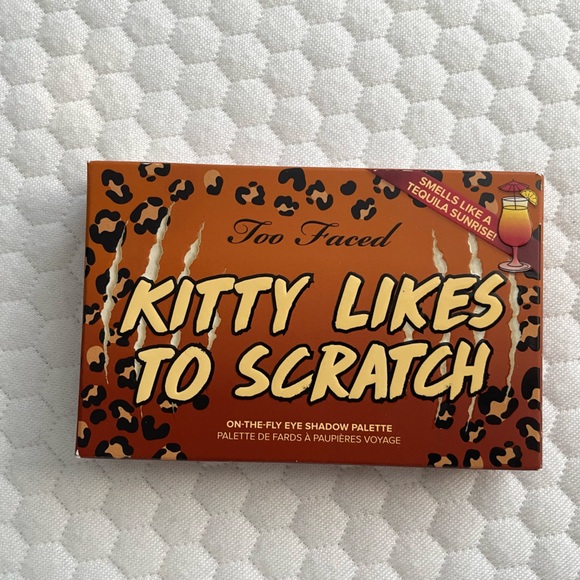 SMELLS LIKE A
TEQUILA SUNRISE!
Too Faced
KITTY LIKES
TO SCRATCH
ON-THE-FLY EYE SHADOW PALETTE
PALETTE DE FARDS À PAUPIÈRES VOYAGE